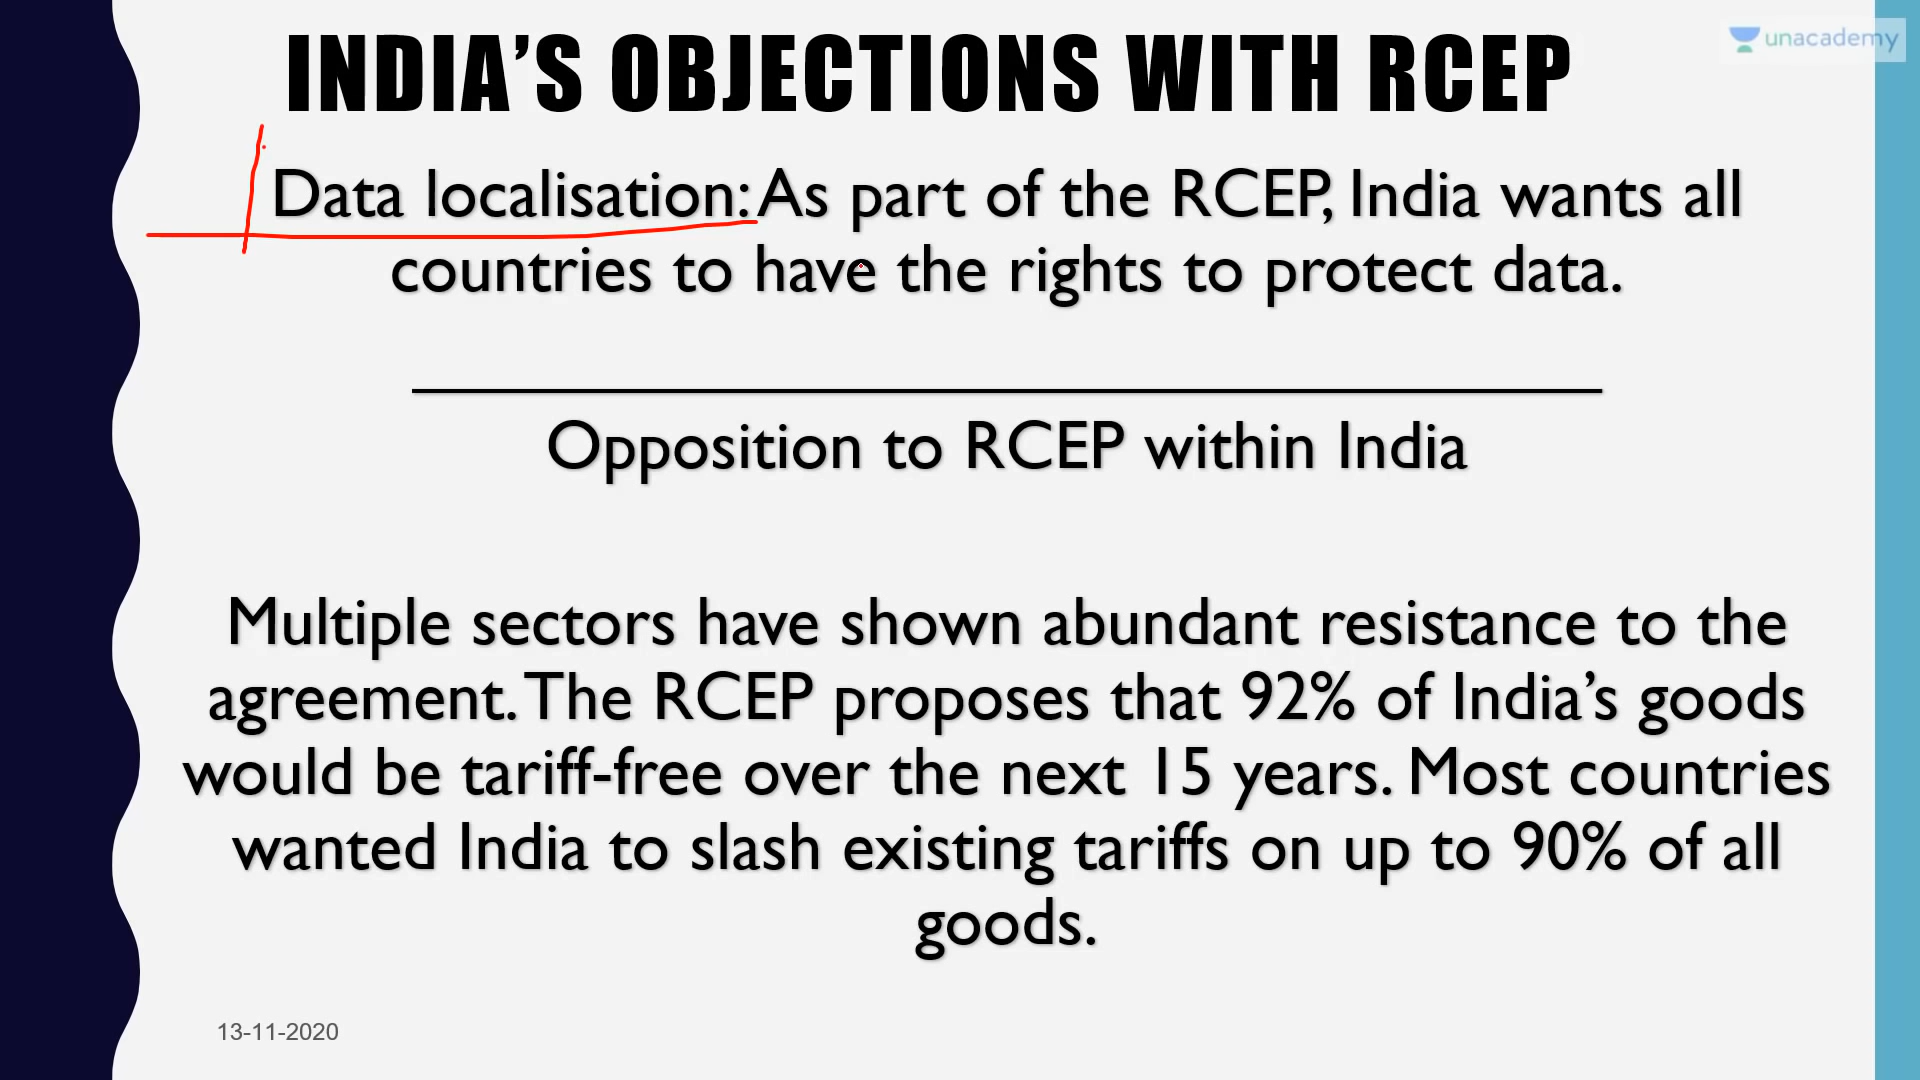 INDIA’S OBJECTIONS WITH RCEP
unacademy
Data localisation: As part of the RCEP, India wants all
countries to have the rights to protect data.
Opposition to RCEP within India
Multiple sectors have shown abundant resistance to the
agreement. The RCEP proposes that 92% of India’s goods
would be tariff-free over the next 15 years. Most countries
wanted India to slash existing tariffs on up to 90% of all
goods.
13-11-2020